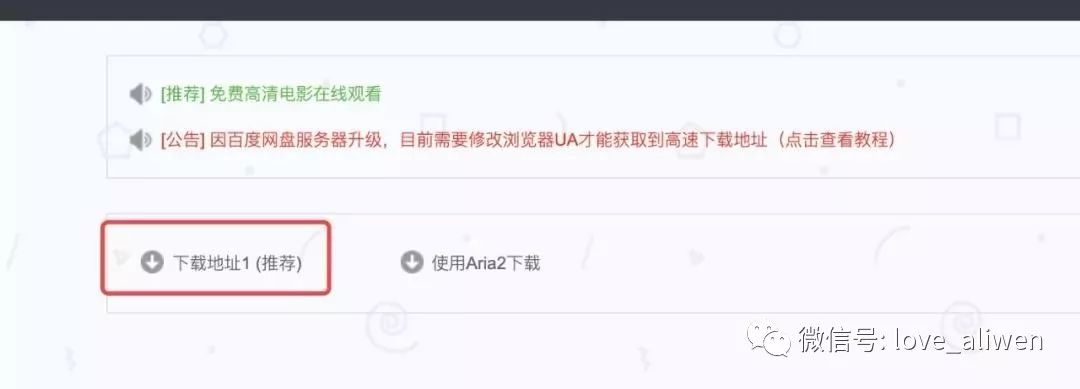 [推荐] 免费高清电影在线观看
[公告] 因百度网盘服务器升级，目前需要修改浏览器UA才能获取到高速下载地址（点击查看教程）
下载地址1 (推荐)
使用Aria2下载
微信号: love_aliwen